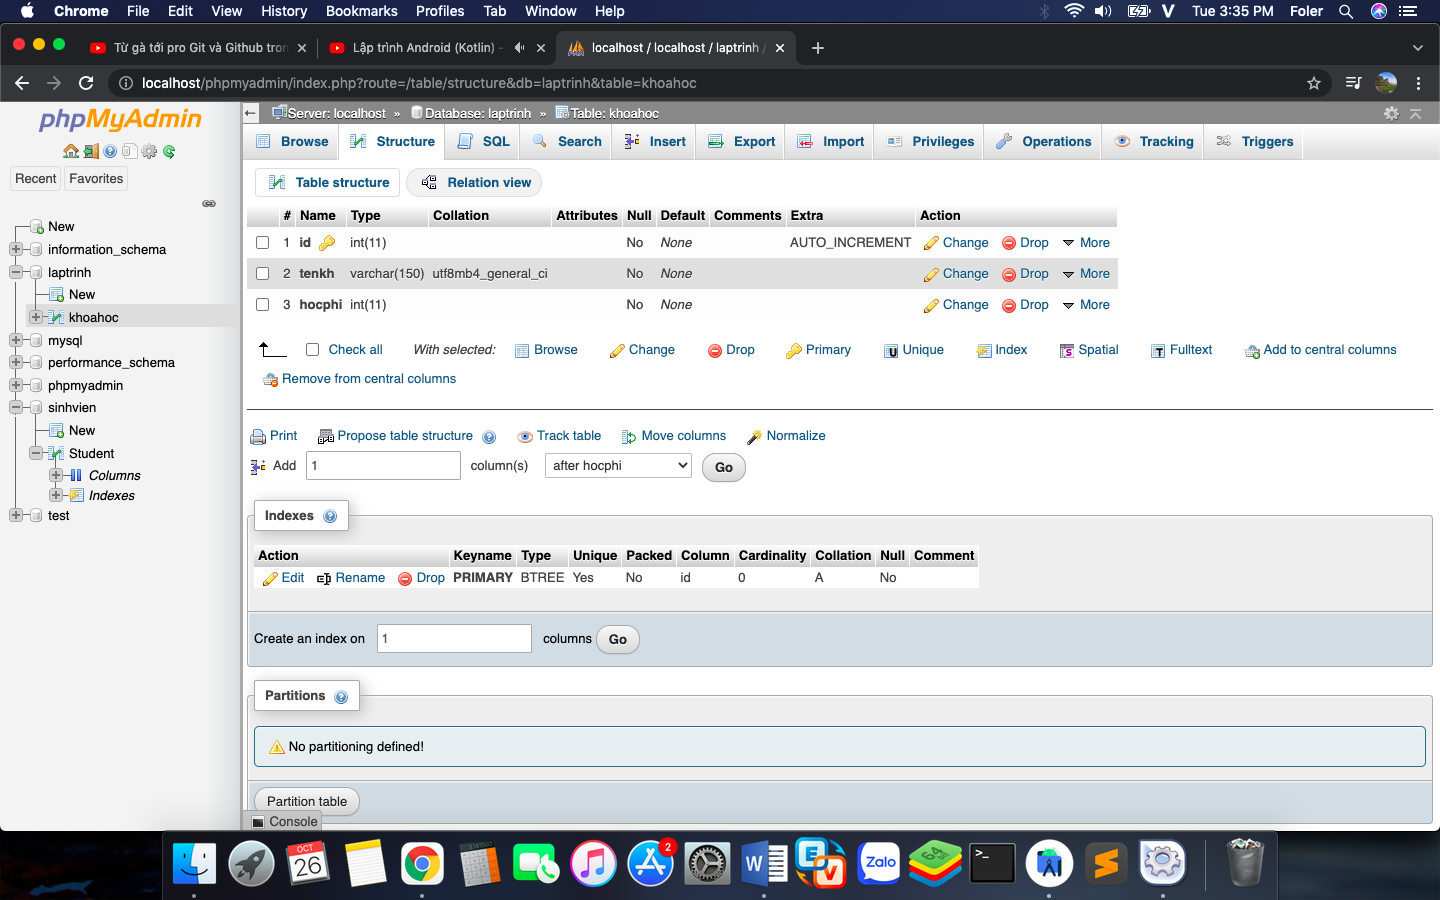 Chrome File Edit View History Bookmarks Profiles Tab Window Help V Tue 3:35 PM Foler
Từ gà tới pro Git và Github tron
Lập trình Android (Kotlin) -
localhost / localhost / laptrinh /
localhost/phpmyadmin/index.php?route=/table/structure&db=laptrinh&table=khoahoc
phpMyAdmin
Recent Favorites
New
information_schema
laptrinh
New
khoahoc
mysql
performance_schema
phpmyadmin
sinhvien
New
Student
Columns
Indexes
test
Server: localhost » Database: laptrinh » Table: khoahoc
Browse Structure SQL Search Insert Export Import Privileges Operations Tracking Triggers
Table structure Relation view
# Name Type Collation Attributes Null Default Comments Extra Action
1 id int(11) No None AUTO_INCREMENT Change Drop More
2 tenkh varchar(150) utf8mb4_general_ci No None Change Drop More
3 hocphi int(11) No None Change Drop More
Check all With selected: Browse Change Drop Primary Unique Index Spatial Fulltext Add to central columns
Remove from central columns
Print Propose table structure Track table Move columns Normalize
Add 1 column(s) after hocphi Go
Indexes
Action Keyname Type Unique Packed Column Cardinality Collation Null Comment
Edit Rename Drop PRIMARY BTREE Yes No id 0 A No
Create an index on 1 columns Go
Partitions
No partitioning defined!
Partition table
Console
OCT
26
2
W
E
V
Zalo
64
BIT
>_
S